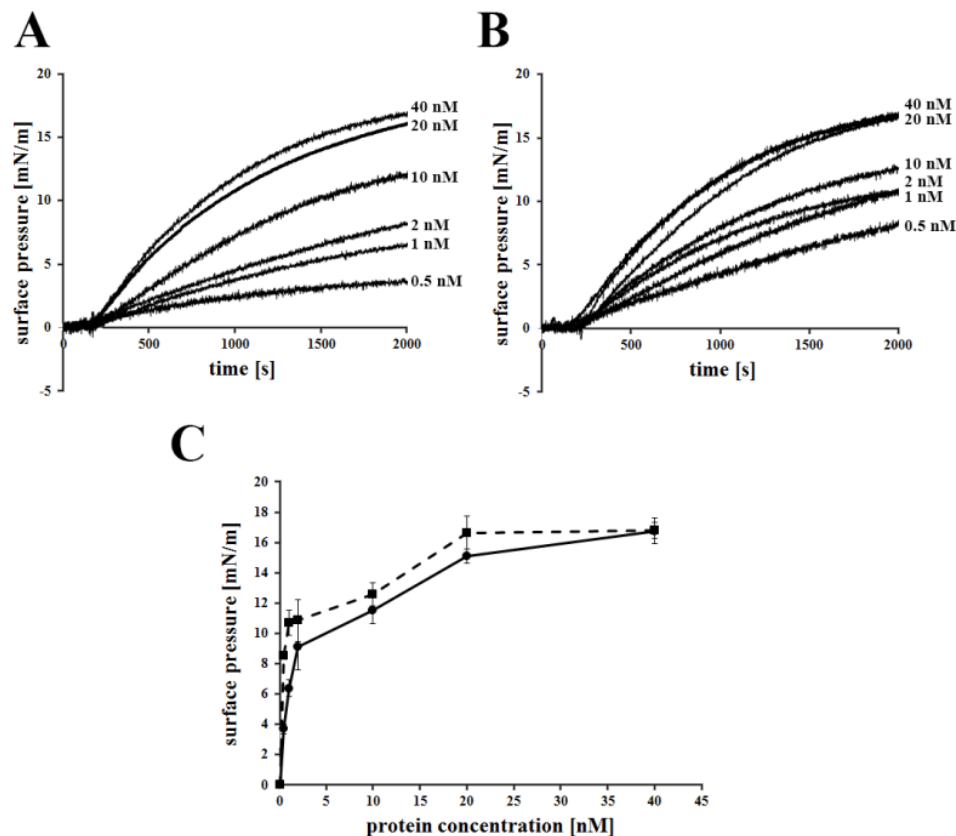 A
20
15
10
5
0
-5
surface pressure [mN/m]
0
500
1000
1500
2000
time [s]
40 nM
20 nM
10 nM
2 nM
1 nM
0.5 nM
B
20
15
10
5
0
-5
surface pressure [mN/m]
0
500
1000
1500
2000
time [s]
40 nM
20 nM
10 nM
2 nM
1 nM
0.5 nM
C
20
18
16
14
12
10
8
6
4
2
0
surface pressure [mN/m]
0
5
10
15
20
25
30
35
40
45
protein concentration [nM]